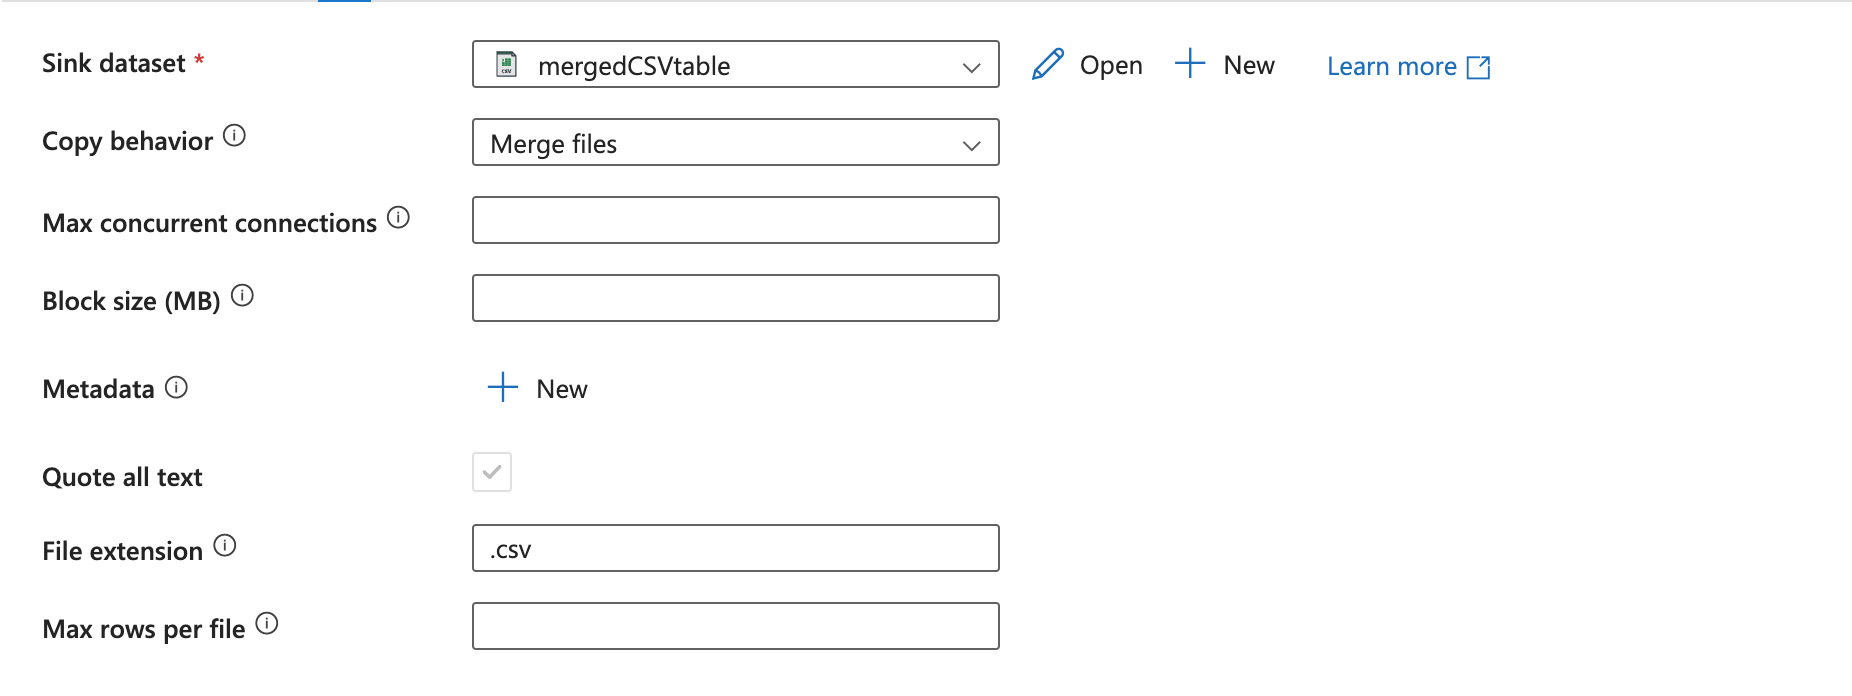 Sink dataset * mergedCSVtable Open New Learn more
Copy behavior Merge files
Max concurrent connections
Block size (MB)
Metadata New
Quote all text
File extension .csv
Max rows per file